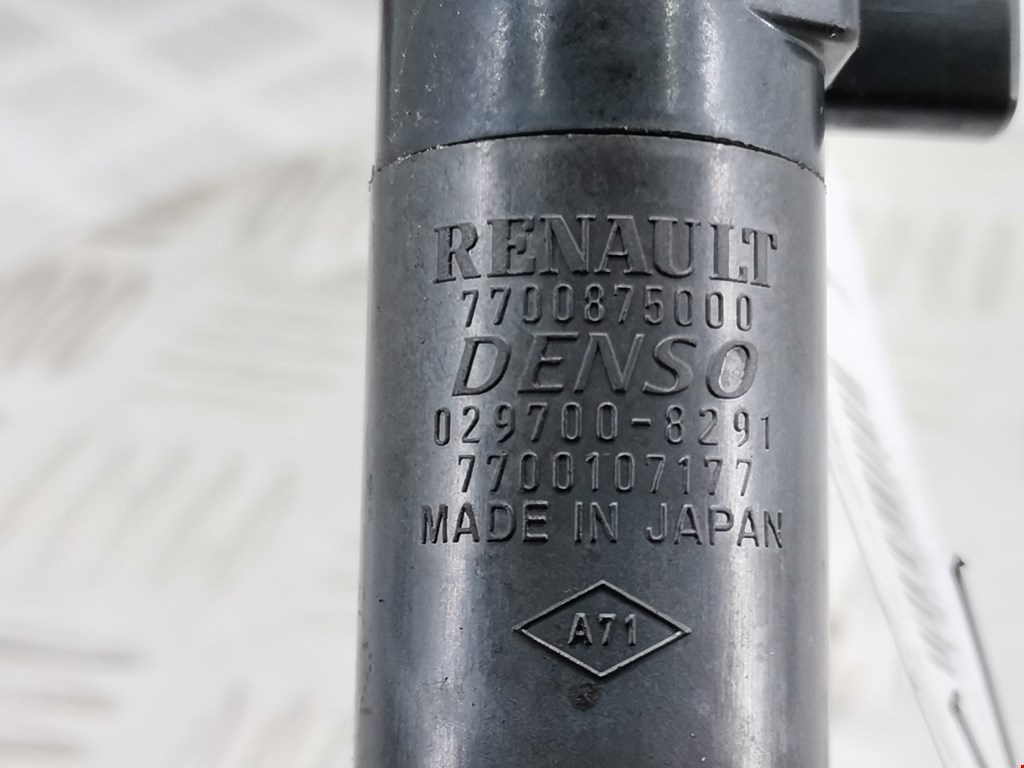 RENAULT
7700875000
DENSO
029700-8291
7700107177
MADE IN JAPAN
A71